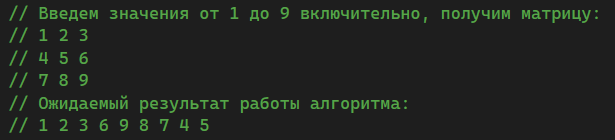 // Введем значения от 1 до 9 включительно, получим матрицу:
// 1 2 3
// 4 5 6
// 7 8 9
// Ожидаемый результат работы алгоритма:
// 1 2 3 6 9 8 7 4 5